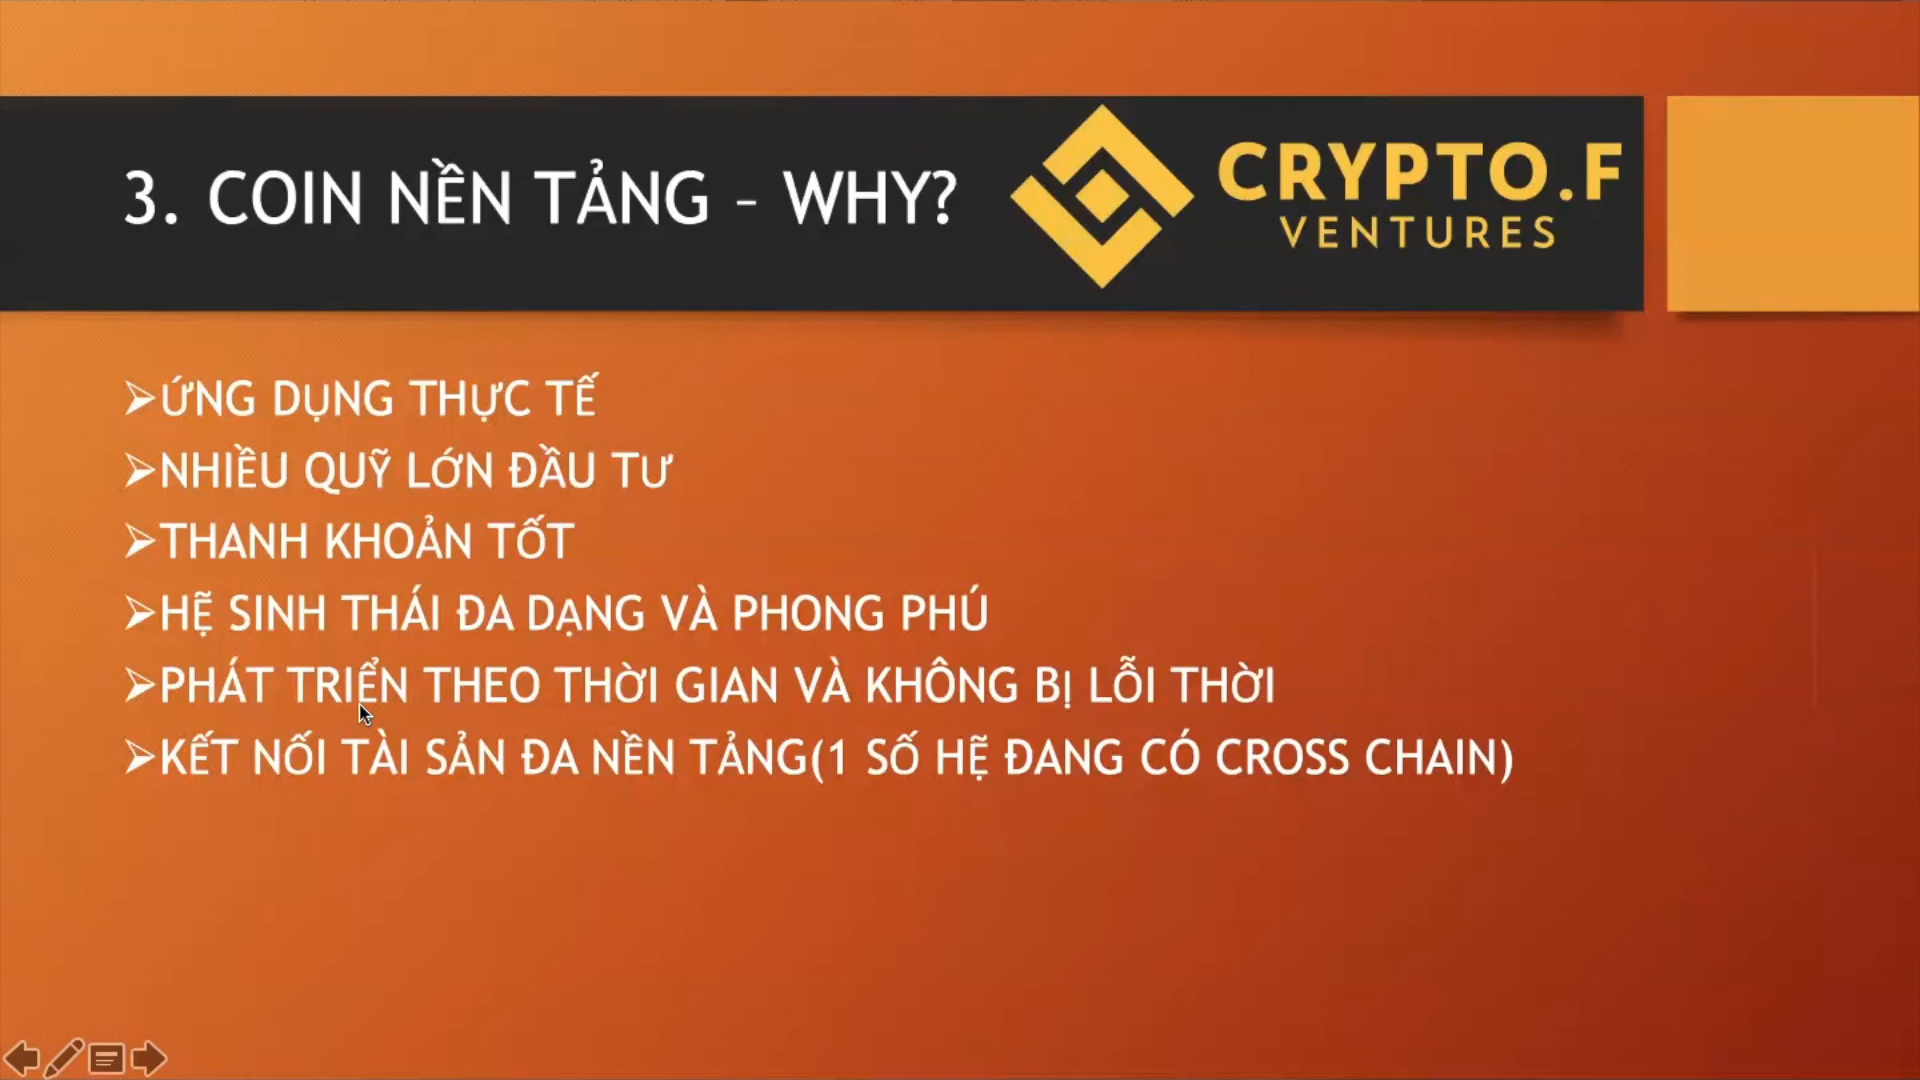 3. COIN NỀN TẢNG - WHY?
CRYPTO.F
VENTURES
➢ỨNG DỤNG THỰC TẾ
➢NHIỀU QUỸ LỚN ĐẦU TƯ
➢THANH KHOẢN TỐT
➢HỆ SINH THÁI ĐA DẠNG VÀ PHONG PHÚ
➢PHÁT TRIỂN THEO THỜI GIAN VÀ KHÔNG BỊ LỖI THỜI
➢KẾT NỐI TÀI SẢN ĐA NỀN TẢNG(1 SỐ HỆ ĐANG CÓ CROSS CHAIN)